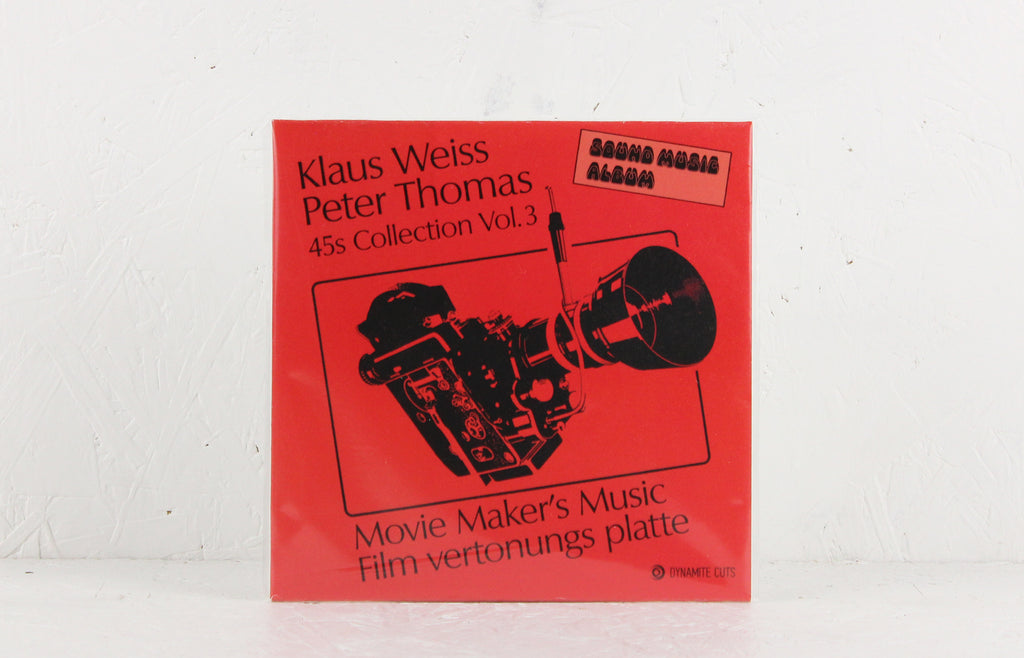 Klaus Weiss
Peter Thomas
45s Collection Vol. 3
SOUND MUSIC
ALBUM
Movie Maker's Music
Film vertonungs platte
DYNAMITE CUTS